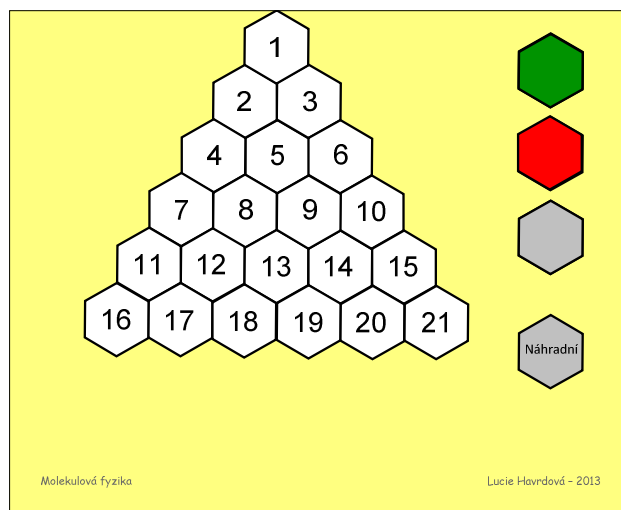 1
2 3
4 5 6
7 8 9 10
11 12 13 14 15
16 17 18 19 20 21
Náhradní
Molekulová fyzika
Lucie Havrdová – 2013